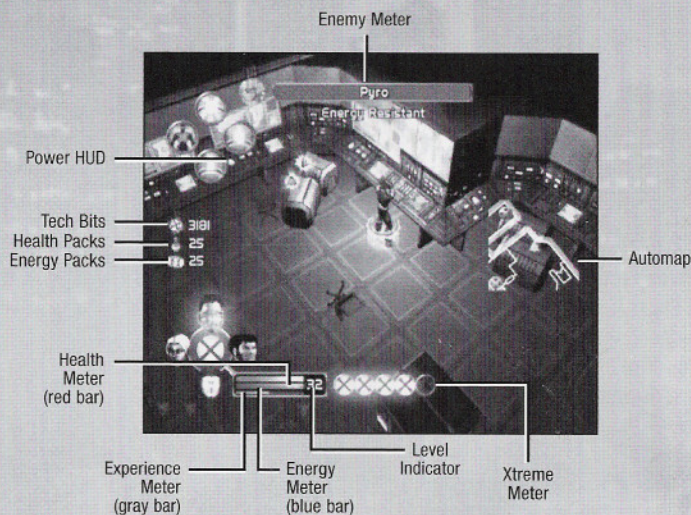 Enemy Meter
Pyro
Energy Resistant
Power HUD
Tech Bits
3181
Health Packs
25
Energy Packs
25
Automap
Health
Meter
(red bar)
32
Experience
Meter
(gray bar)
Energy
Meter
(blue bar)
Level
Indicator
Xtreme
Meter